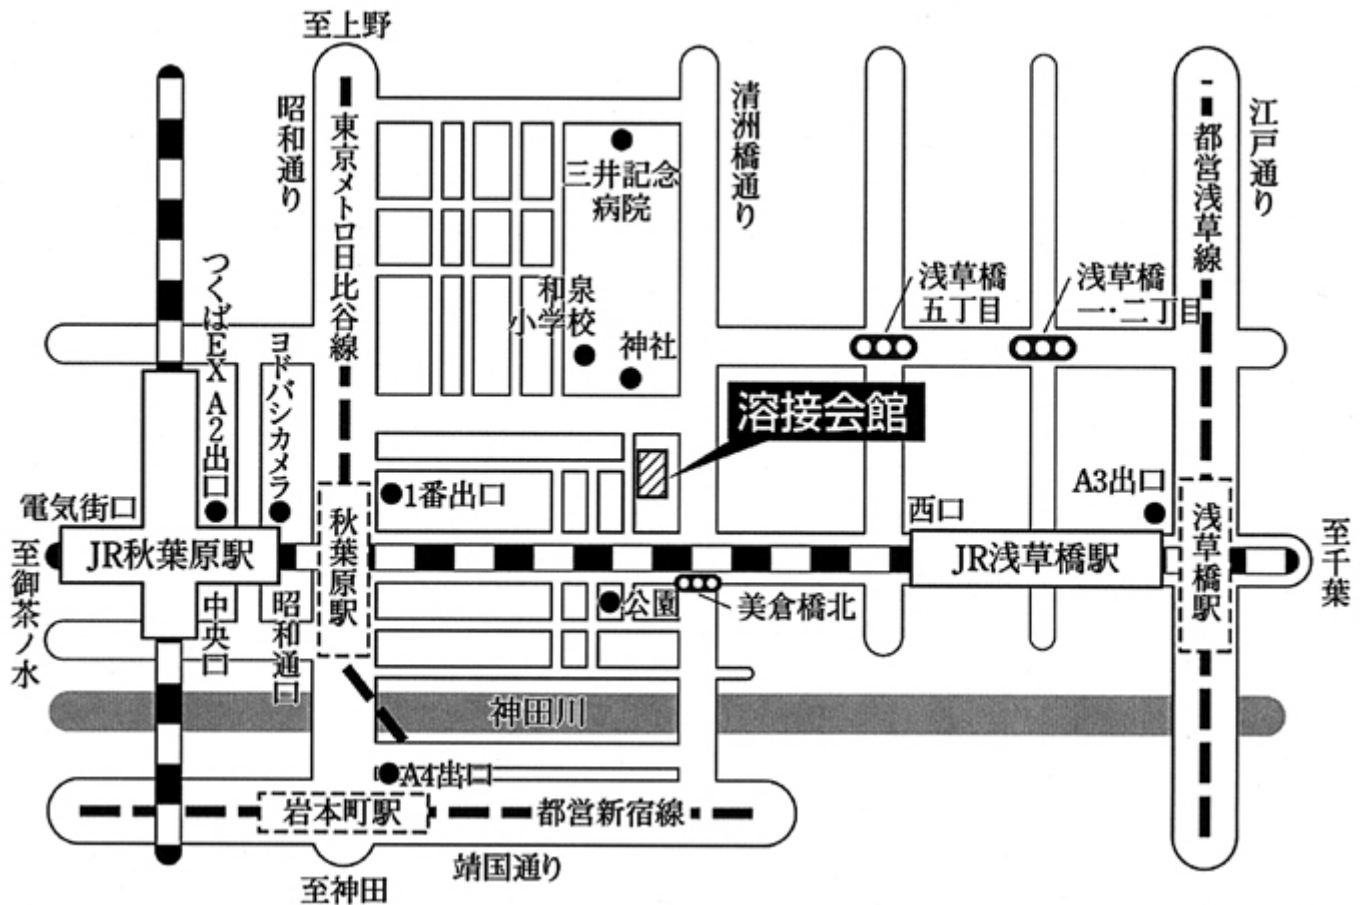 至上野
昭和通り
東京メトロ日比谷線
清洲橋通り
都営浅草線
江戸通り
三井記念
病院
和泉
小学校
神社
浅草橋
五丁目
浅草橋
一・二丁目
つくばEX A2出口
ヨドバシカメラ
溶接会館
電気街口
1番出口
西口
A3出口
JR秋葉原駅
秋葉原駅
JR浅草橋駅
浅草橋駅
至千葉
至御茶ノ水
中央口
昭和通口
公園
美倉橋北
神田川
A4出口
岩本町駅
都営新宿線
靖国通り
至神田